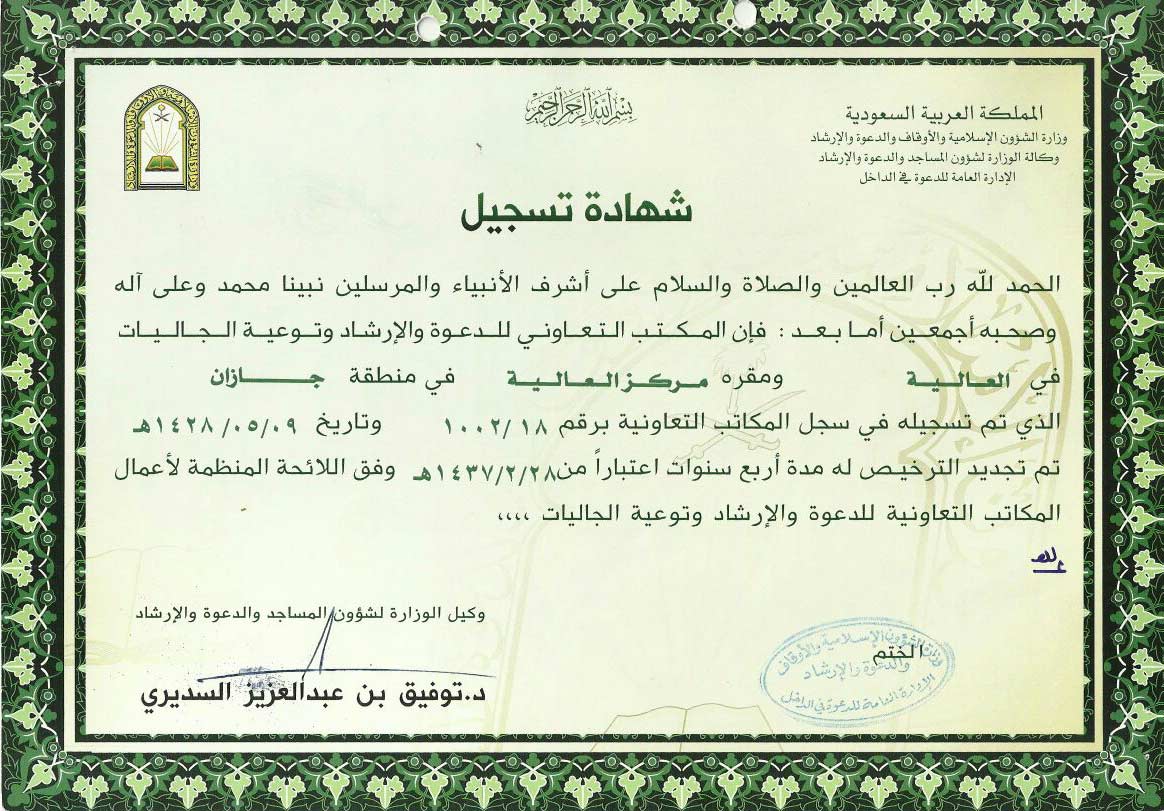 المملكة العربية السعودية
وزارة الشؤون الإسلامية والأوقاف والدعوة والإرشاد
وكالة الوزارة لشؤون المساجد والدعوة والإرشاد
الإدارة العامة للدعوة في الداخل
بسم الله الرحمن الرحيم
شهادة تسجيل
الحمد لله رب العالمين والصلاة والسلام على أشرف الأنبياء والمرسلين نبينا محمد وعلى آله
وصحبه أجمعين أما بعد : فإن المكتب التعاوني للدعوة والإرشاد وتوعية الجاليات
في العالية ومقره مركز العالية في منطقة جازان
الذي تم تسجيله في سجل المكاتب التعاونية برقم ١٠٠٢/١٨ وتاريخ ١٤٢٨/٠٥/٠٩هـ
تم تجديد الترخيص له مدة أربع سنوات اعتباراً من ١٤٣٧/٢/٢٨هـ وفق اللائحة المنظمة لأعمال
المكاتب التعاونية للدعوة والإرشاد وتوعية الجاليات ،،،،
وكيل الوزارة لشؤون المساجد والدعوة والإرشاد
د.توفيق بن عبدالعزيز السديري
الختم
وزارة الشؤون الإسلامية والأوقاف
والدعوة والإرشاد
الإدارة العامة للدعوة في الداخل